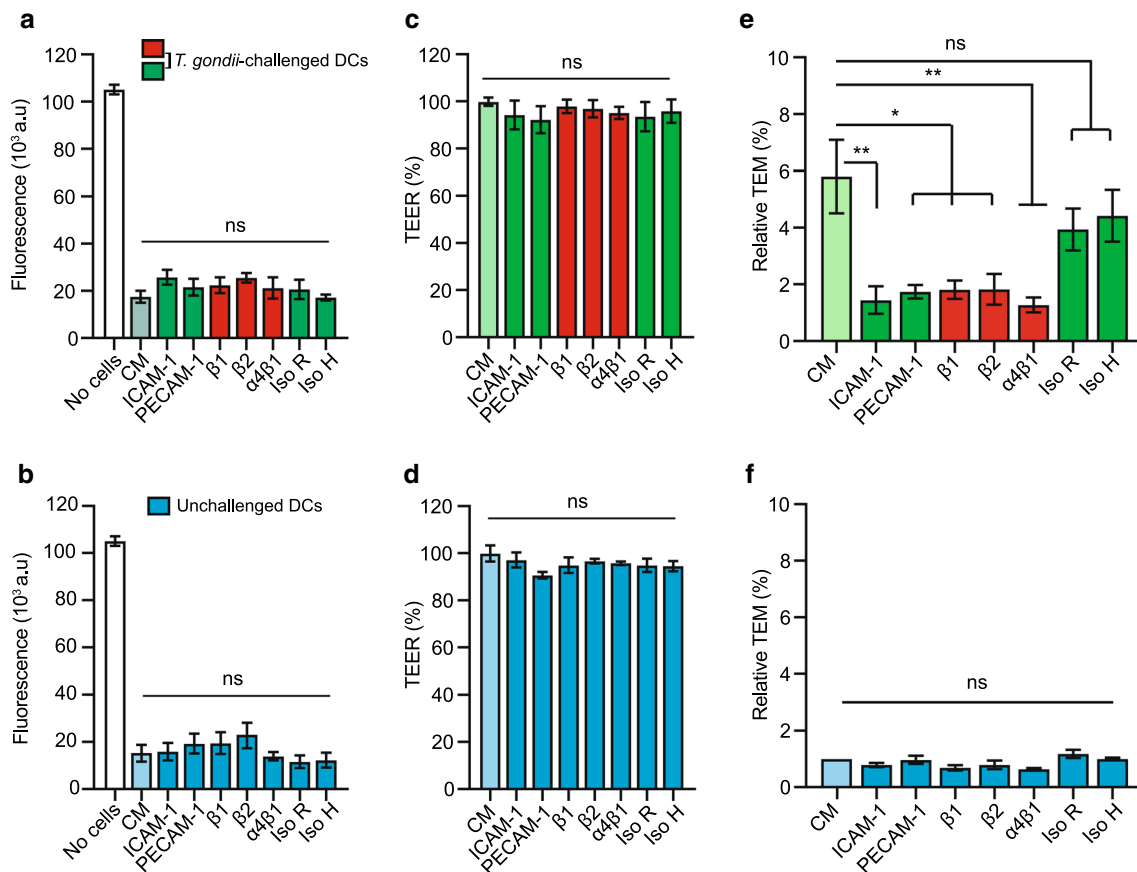 a
Fluorescence (10³ a.u)
120
100
80
60
40
20
0
T. gondii-challenged DCs
ns
No cells
CM
ICAM-1
PECAM-1
β1
β2
α4β1
Iso R
Iso H
c
TEER (%)
120
100
80
60
40
20
0
ns
CM
ICAM-1
PECAM-1
β1
β2
α4β1
Iso R
Iso H
e
Relative TEM (%)
10
8
6
4
2
0
ns
**
*
**
CM
ICAM-1
PECAM-1
β1
β2
α4β1
Iso R
Iso H
b
Fluorescence (10³ a.u)
120
100
80
60
40
20
0
Unchallenged DCs
ns
No cells
CM
ICAM-1
PECAM-1
β1
β2
α4β1
Iso R
Iso H
d
TEER (%)
120
100
80
60
40
20
0
ns
CM
ICAM-1
PECAM-1
β1
β2
α4β1
Iso R
Iso H
f
Relative TEM (%)
10
8
6
4
2
0
ns
CM
ICAM-1
PECAM-1
β1
β2
α4β1
Iso R
Iso H